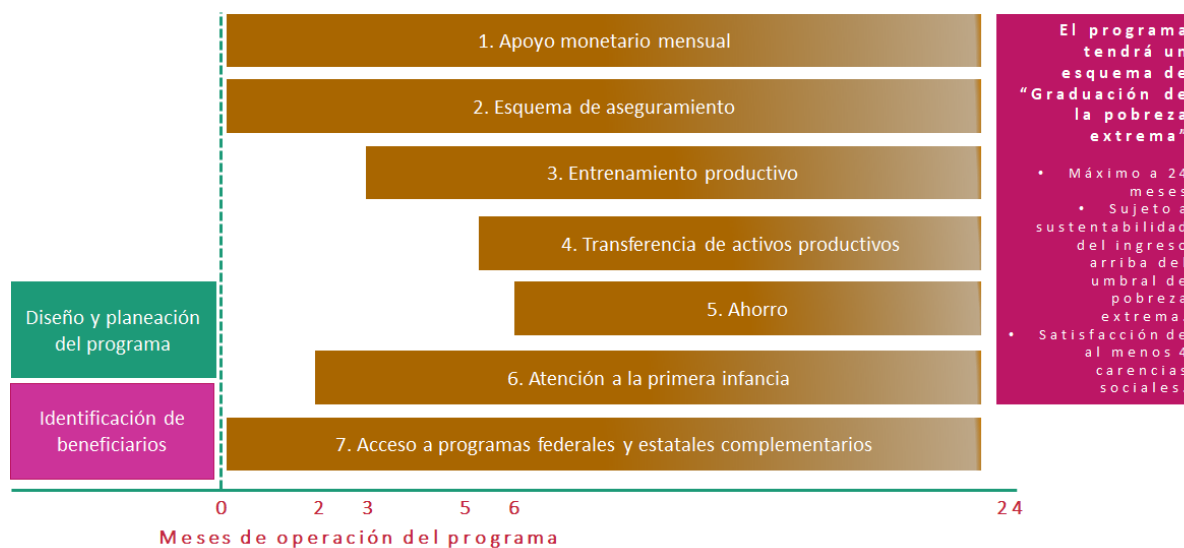 1. Apoyo monetario mensual
2. Esquema de aseguramiento
3. Entrenamiento productivo
4. Transferencia de activos productivos
5. Ahorro
6. Atención a la primera infancia
7. Acceso a programas federales y estatales complementarios
Diseño y planeación
del programa
Identificación de
beneficiarios
0 2 3 5 6 24
Meses de operación del programa
El programa
tendrá un
esquema de
“Graduación de
la pobreza
extrema”
• Máximo a 24
meses
• Sujeto a
sustentabilidad
del ingreso
arriba del
umbral de
pobreza
extrema.
• Satisfacción de
al menos 4
carencias
sociales.